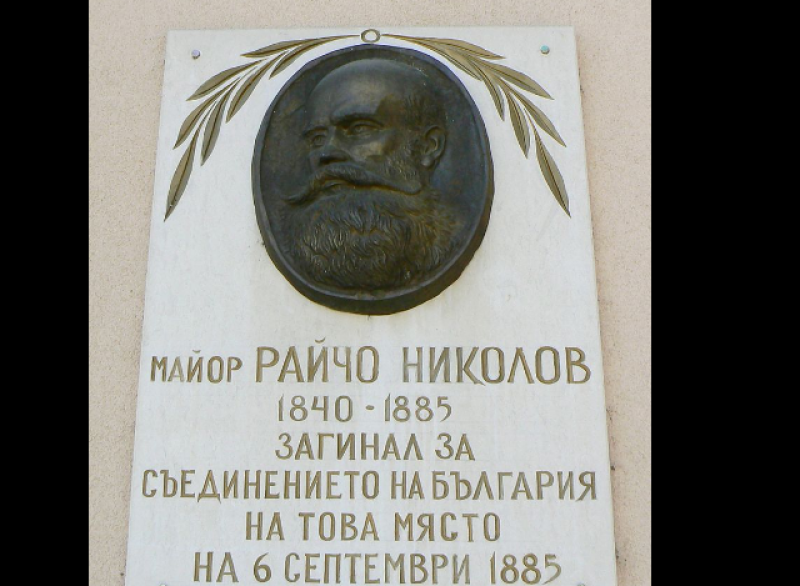 МАЙОР РАЙЧО НИКОЛОВ
1840 - 1885
ЗАГИНАЛ ЗА
СЪЕДИНЕНИЕТО НА БЪЛГАРИЯ
НА ТОВА МЯСТО
НА 6 СЕПТЕМВРИ 1885